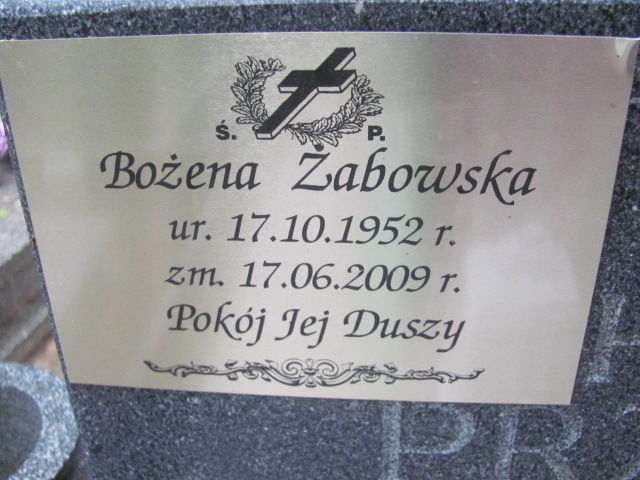 Ś. P.
Bożena Żabowska
ur. 17.10.1952 r.
zm. 17.06.2009 r.
Pokój Jej Duszy